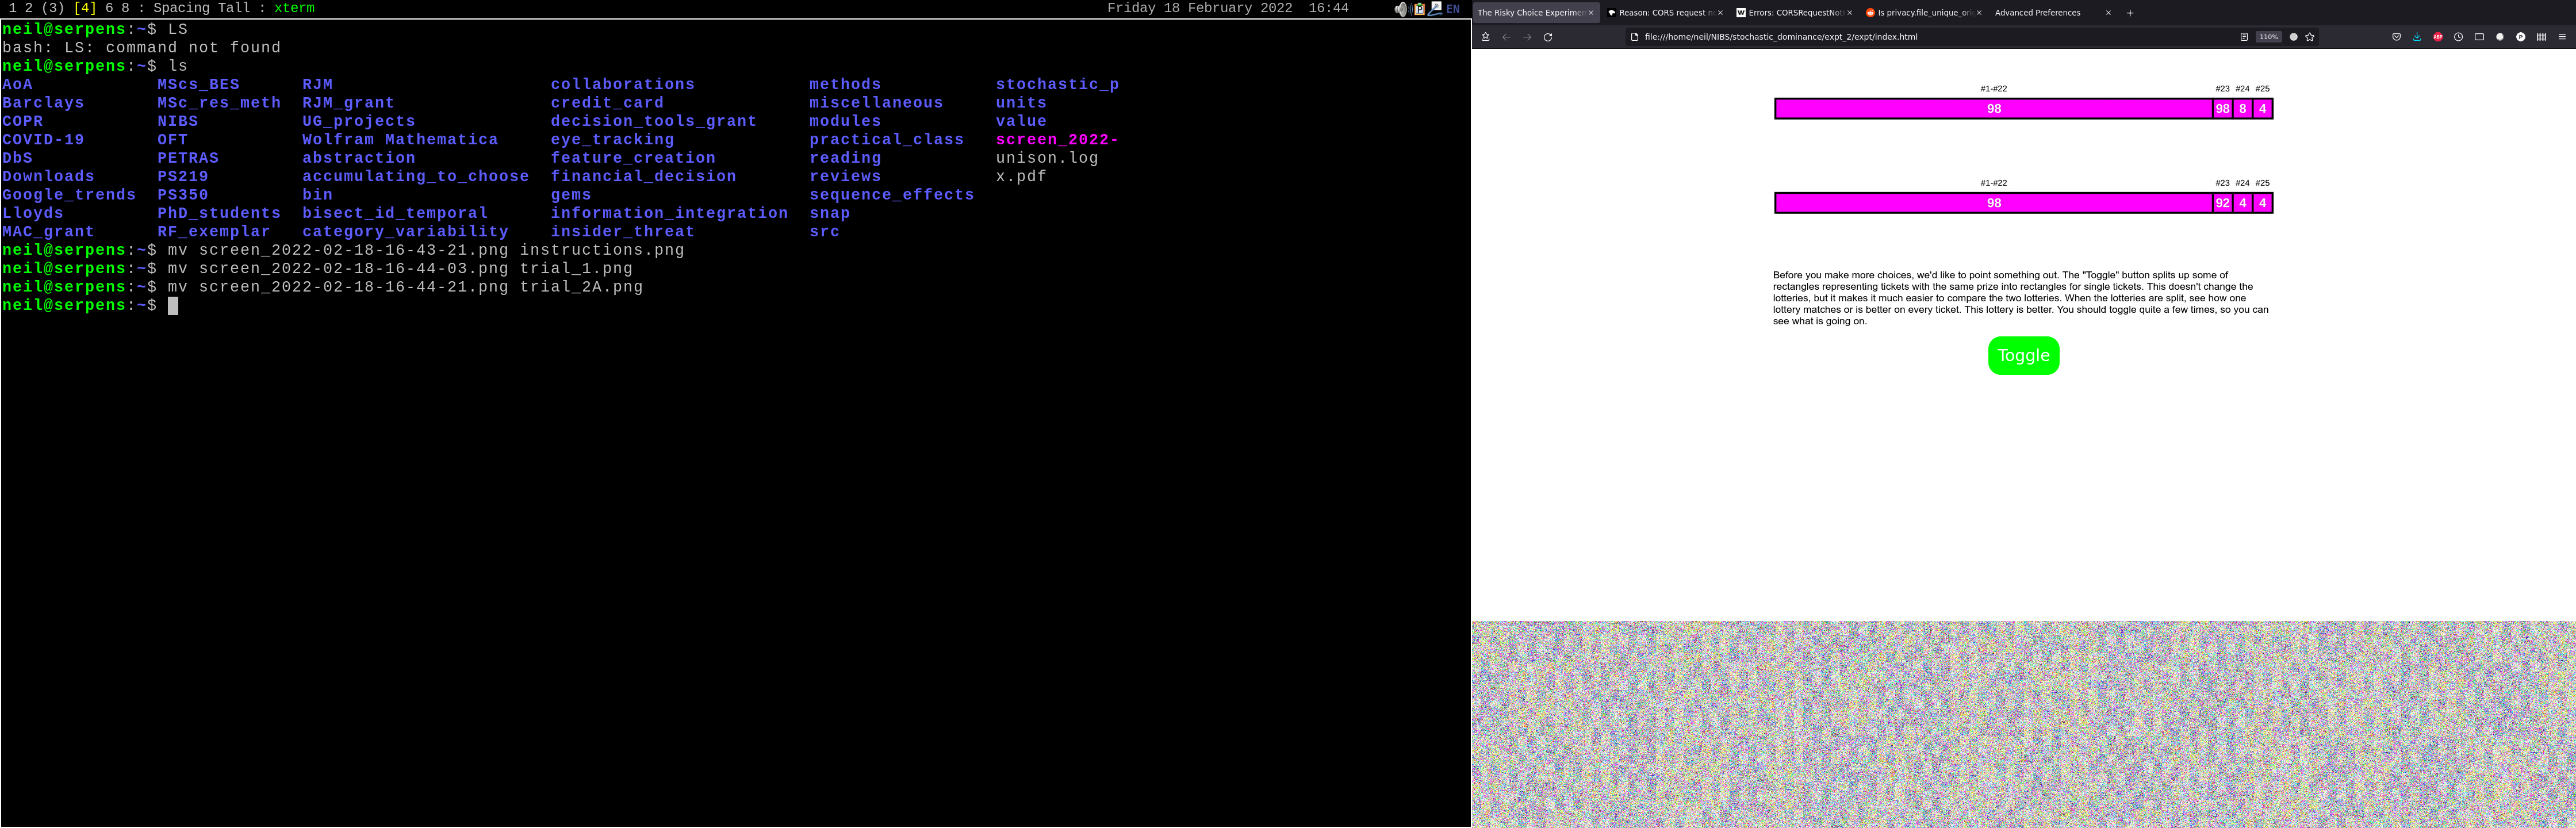 1 2 (3) [4] 6 8 : Spacing Tall : xterm
Friday 18 February 2022 16:44
EN
neil@serpens:~$ LS
bash: LS: command not found
neil@serpens:~$ ls
AoA MScs_BES RJM collaborations methods stochastic_p
Barclays MSc_res_meth RJM_grant credit_card miscellaneous units
COPR NIBS UG_projects decision_tools_grant modules value
COVID-19 OFT Wolfram Mathematica eye_tracking practical_class screen_2022-
DbS PETRAS abstraction feature_creation reading unison.log
Downloads PS219 accumulating_to_choose financial_decision reviews x.pdf
Google_trends PS350 bin gems sequence_effects
Lloyds PhD_students bisect_id_temporal information_integration snap
MAC_grant RF_exemplar category_variability insider_threat src
neil@serpens:~$ mv screen_2022-02-18-16-43-21.png instructions.png
neil@serpens:~$ mv screen_2022-02-18-16-44-03.png trial_1.png
neil@serpens:~$ mv screen_2022-02-18-16-44-21.png trial_2A.png
neil@serpens:~$
The Risky Choice Experimen
Reason: CORS request n
Errors: CORSRequestNot
Is privacy.file_unique_ori
Advanced Preferences
file:///home/neil/NIBS/stochastic_dominance/expt_2/expt/index.html
110%
ABP
#1-#22 #23 #24 #25
98 98 8 4
#1-#22 #23 #24 #25
98 92 4 4
Before you make more choices, we'd like to point something out. The "Toggle" button splits up some of
rectangles representing tickets with the same prize into rectangles for single tickets. This doesn't change the
lotteries, but it makes it much easier to compare the two lotteries. When the lotteries are split, see how one
lottery matches or is better on every ticket. This lottery is better. You should toggle quite a few times, so you can
see what is going on.
Toggle